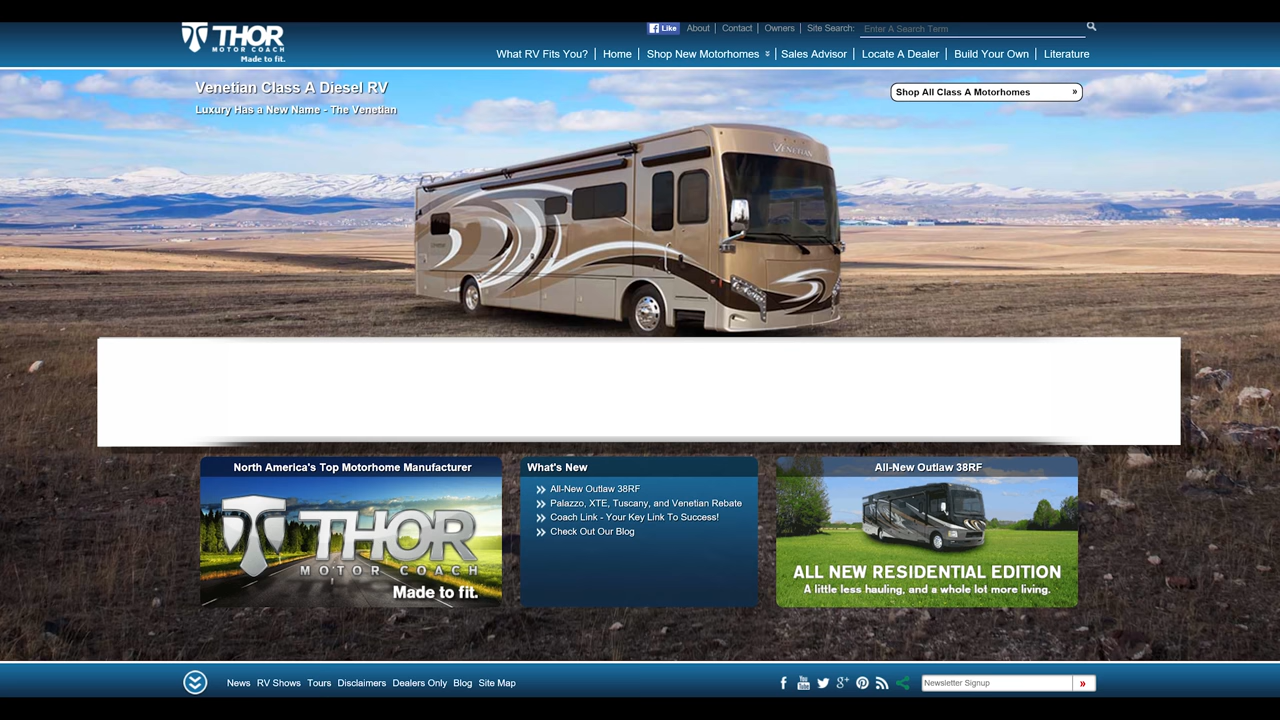 THOR
MOTOR COACH
Made to fit.
Like
About
Contact
Owners
Site Search:
Enter A Search Term
What RV Fits You?
Home
Shop New Motorhomes
Sales Advisor
Locate A Dealer
Build Your Own
Literature
Venetian Class A Diesel RV
Luxury Has a New Name - The Venetian
Shop All Class A Motorhomes »
VENETIAN
North America's Top Motorhome Manufacturer
THOR
MOTOR COACH
Made to fit.
What's New
All-New Outlaw 38RF
Palazzo, XTE, Tuscany, and Venetian Rebate
Coach Link - Your Key Link To Success!
Check Out Our Blog
All-New Outlaw 38RF
ALL NEW RESIDENTIAL EDITION
A little less hauling, and a whole lot more living.
News
RV Shows
Tours
Disclaimers
Dealers Only
Blog
Site Map
Newsletter Signup »